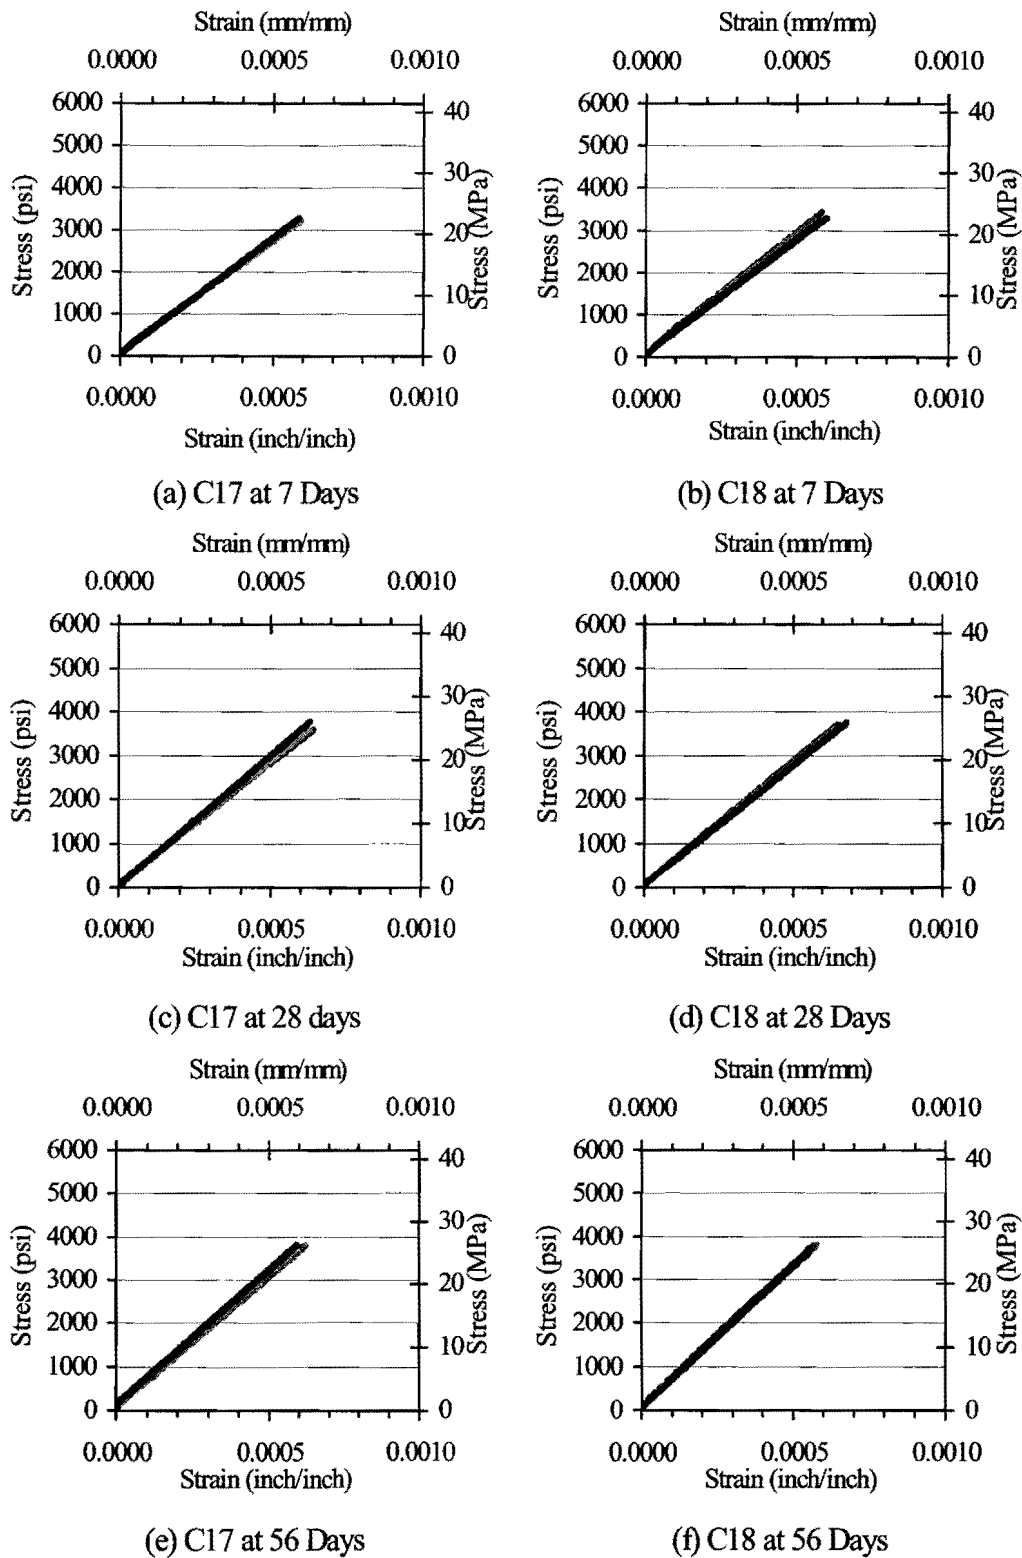 Strain (mm/mm)
0.0000 0.0005 0.0010
6000
5000
4000
3000
2000
1000
0
Stress (psi)
40
30
20
10
0
Stress (MPa)
0.0000 0.0005 0.0010
Strain (inch/inch)
(a) C17 at 7 Days
Strain (mm/mm)
0.0000 0.0005 0.0010
6000
5000
4000
3000
2000
1000
0
Stress (psi)
40
30
20
10
0
Stress (MPa)
0.0000 0.0005 0.0010
Strain (inch/inch)
(b) C18 at 7 Days
Strain (mm/mm)
0.0000 0.0005 0.0010
6000
5000
4000
3000
2000
1000
0
Stress (psi)
40
30
20
10
0
Stress (MPa)
0.0000 0.0005 0.0010
Strain (inch/inch)
(c) C17 at 28 days
Strain (mm/mm)
0.0000 0.0005 0.0010
6000
5000
4000
3000
2000
1000
0
Stress (psi)
40
30
20
10
0
Stress (MPa)
0.0000 0.0005 0.0010
Strain (inch/inch)
(d) C18 at 28 Days
Strain (mm/mm)
0.0000 0.0005 0.0010
6000
5000
4000
3000
2000
1000
0
Stress (psi)
40
30
20
10
0
Stress (MPa)
0.0000 0.0005 0.0010
Strain (inch/inch)
(e) C17 at 56 Days
Strain (mm/mm)
0.0000 0.0005 0.0010
6000
5000
4000
3000
2000
1000
0
Stress (psi)
40
30
20
10
0
Stress (MPa)
0.0000 0.0005 0.0010
Strain (inch/inch)
(f) C18 at 56 Days